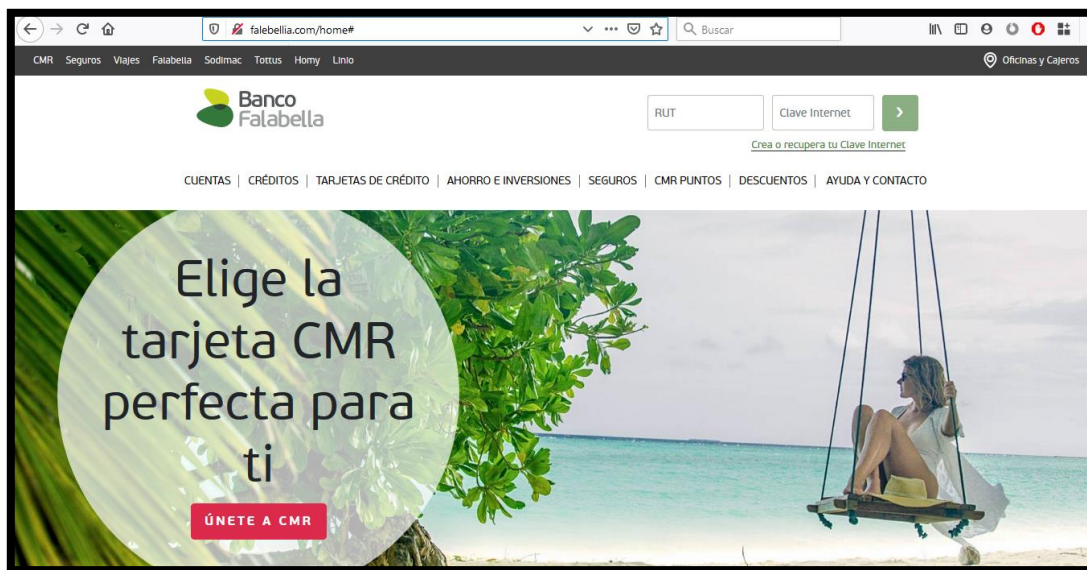 falebellia.com/home#
Buscar
CMR Seguros Viajes Falabella Sodimac Tottus Homy Linio
Oficinas y Cajeros
Banco
Falabella
RUT
Clave Internet
Crea o recupera tu Clave Internet
CUENTAS | CRÉDITOS | TARJETAS DE CRÉDITO | AHORRO E INVERSIONES | SEGUROS | CMR PUNTOS | DESCUENTOS | AYUDA Y CONTACTO
Elige la
tarjeta CMR
perfecta para
ti
ÚNETE A CMR